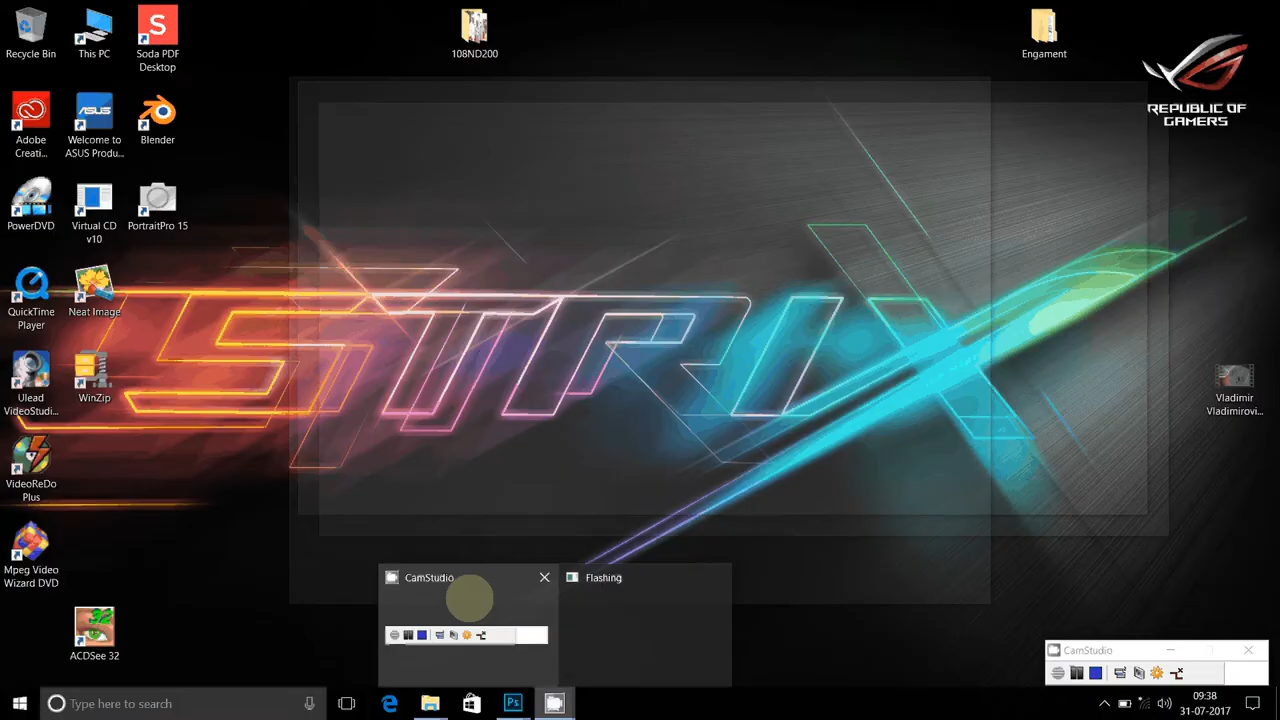 Recycle Bin
This PC
Soda PDF
Desktop
108ND200
Engament
REPUBLIC OF
GAMERS
Adobe
Creati...
Welcome to
ASUS Produ...
Blender
PowerDVD
Virtual CD
v10
PortraitPro 15
STRIX
QuickTime
Player
Neat Image
Ulead
VideoStudi...
WinZip
Vladimir
Vladimirovi...
VideoReDo
Plus
Mpeg Video
Wizard DVD
ACDSee 32
CamStudio
Flashing
CamStudio
Type here to search
09:38
31-07-2017